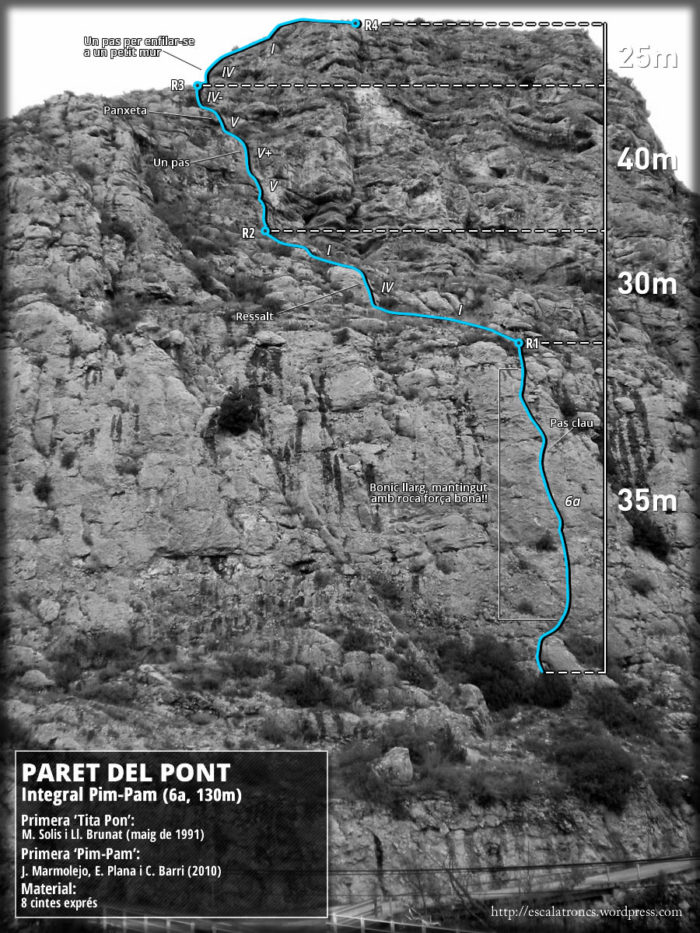 R4
Un pas per enfilar-se
a un petit mur
I
25m
IV
R3
IV-
Panxeta
V
V+
40m
Un pas
V
R2
I
30m
IV
Ressalt
I
R1
Pas clau
Bonic llarg, mantingut
amb roca força bona!!
6a
35m
PARET DEL PONT
Integral Pim-Pam (6a, 130m)
Primera ‘Tita Pon’:
M. Solis i Ll. Brunat (maig de 1991)
Primera ‘Pim-Pam’:
J. Marmolejo, E. Plana i C. Barri (2010)
Material:
8 cintes exprés
http://escalatroncs.wordpress.com